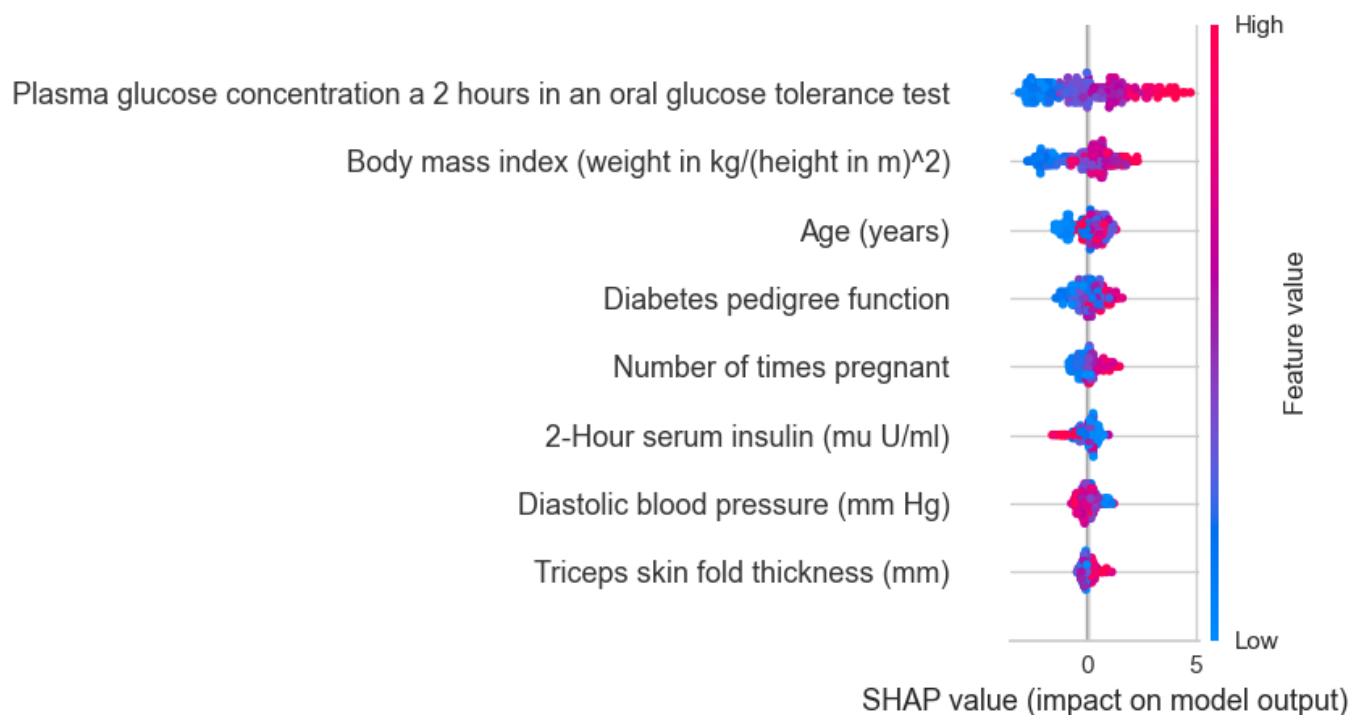 High
Plasma glucose concentration a 2 hours in an oral glucose tolerance test
Body mass index (weight in kg/(height in m)^2)
Age (years)
Diabetes pedigree function
Number of times pregnant
2-Hour serum insulin (mu U/ml)
Diastolic blood pressure (mm Hg)
Triceps skin fold thickness (mm)
Feature value
Low
0 5
SHAP value (impact on model output)